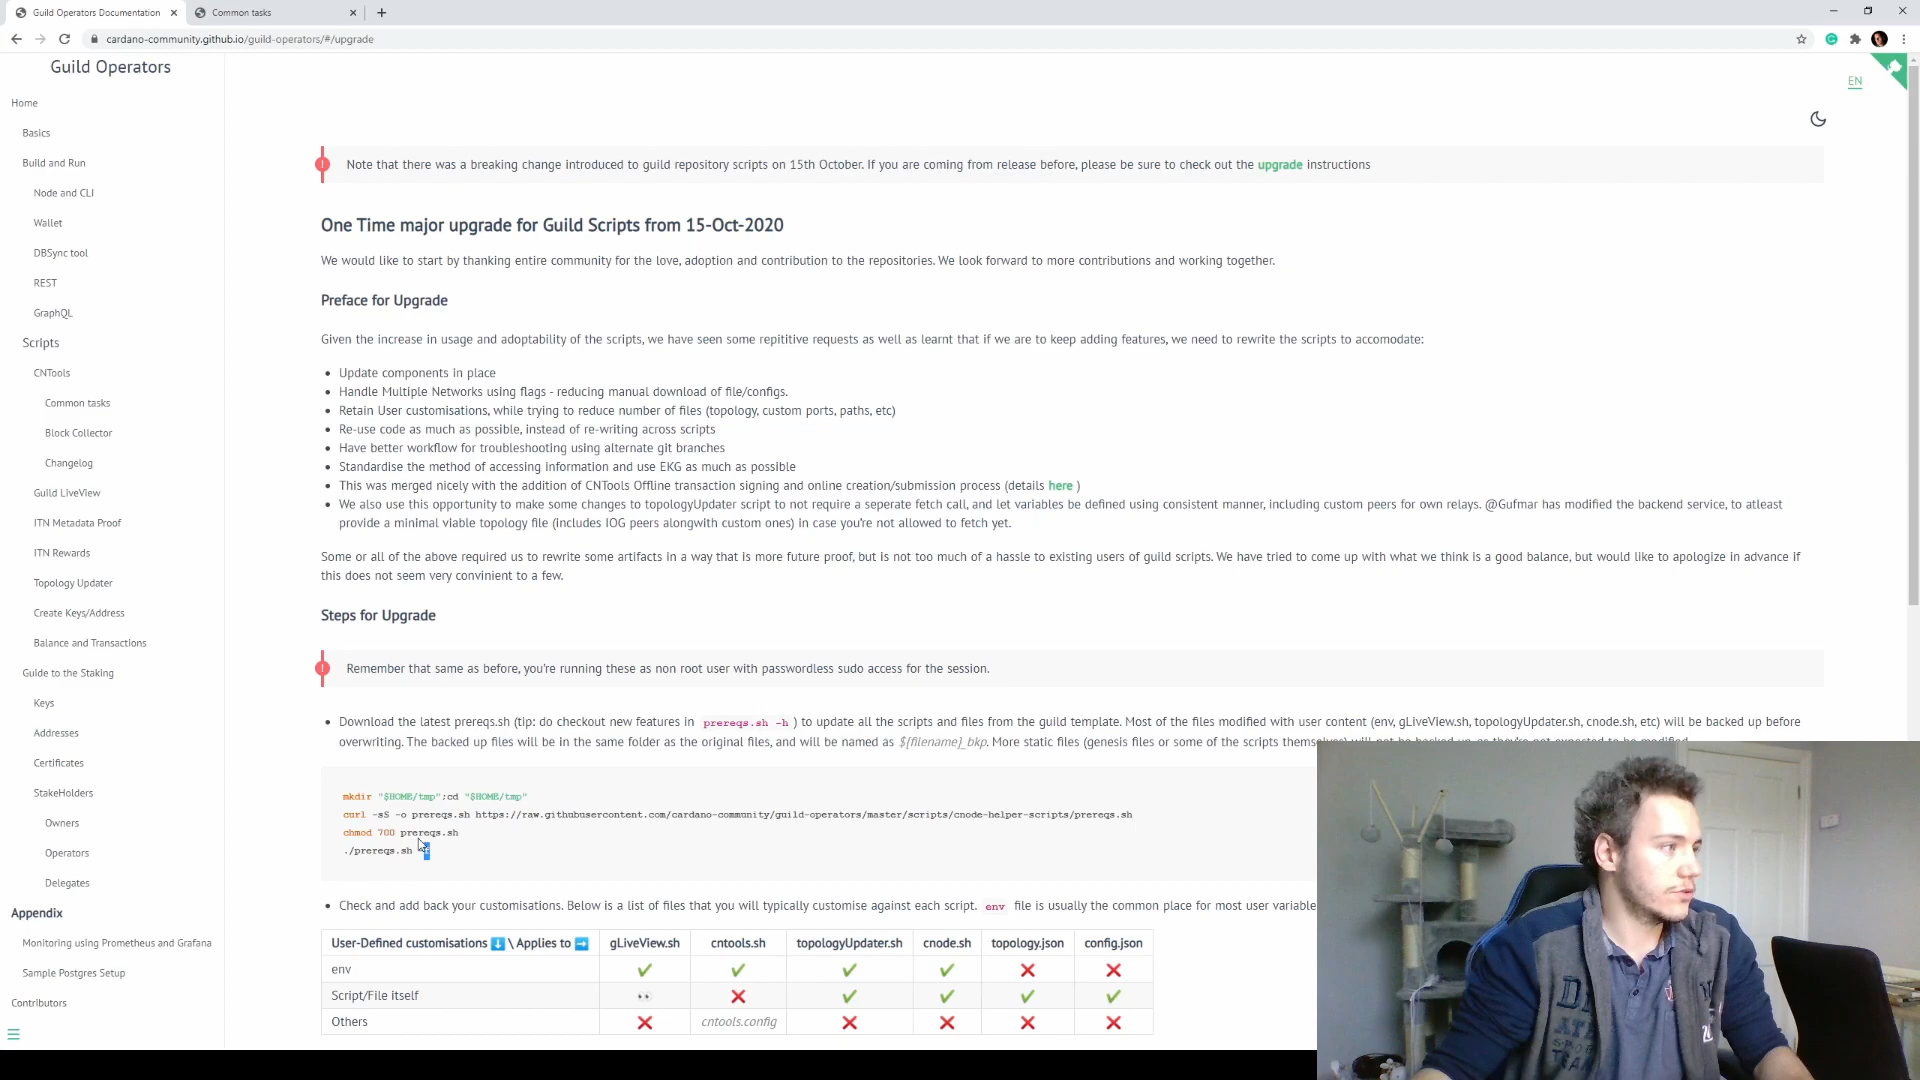 Guild Operators Documentation
Common tasks
cardano-community.github.io/guild-operators/#/upgrade
Guild Operators
EN
Home
Basics
Build and Run
Node and CLI
Wallet
DBSync tool
REST
GraphQL
Scripts
CNTools
Common tasks
Block Collector
Changelog
Guild LiveView
ITN Metadata Proof
ITN Rewards
Topology Updater
Create Keys/Address
Balance and Transactions
Guide to the Staking
Keys
Addresses
Certificates
StakeHolders
Owners
Operators
Delegates
Appendix
Monitoring using Prometheus and Grafana
Sample Postgres Setup
Contributors
Note that there was a breaking change introduced to guild repository scripts on 15th October. If you are coming from release before, please be sure to check out the upgrade instructions
One Time major upgrade for Guild Scripts from 15-Oct-2020
We would like to start by thanking entire community for the love, adoption and contribution to the repositories. We look forward to more contributions and working together.
Preface for Upgrade
Given the increase in usage and adoptability of the scripts, we have seen some repititive requests as well as learnt that if we are to keep adding features, we need to rewrite the scripts to accomodate:
• Update components in place
• Handle Multiple Networks using flags - reducing manual download of file/configs.
• Retain User customisations, while trying to reduce number of files (topology, custom ports, paths, etc)
• Re-use code as much as possible, instead of re-writing across scripts
• Have better workflow for troubleshooting using alternate git branches
• Standardise the method of accessing information and use EKG as much as possible
• This was merged nicely with the addition of CNTools Offline transaction signing and online creation/submission process (details here )
• We also use this opportunity to make some changes to topologyUpdater script to not require a seperate fetch call, and let variables be defined using consistent manner, including custom peers for own relays. @Gufmar has modified the backend service, to atleast
provide a minimal viable topology file (includes IOG peers alongwith custom ones) in case you're not allowed to fetch yet.
Some or all of the above required us to rewrite some artifacts in a way that is more future proof, but is not too much of a hassle to existing users of guild scripts. We have tried to come up with what we think is a good balance, but would like to apologize in advance if
this does not seem very convinient to a few.
Steps for Upgrade
Remember that same as before, you're running these as non root user with passwordless sudo access for the session.
• Download the latest prereqs.sh (tip: do checkout new features in prereqs.sh -h ) to update all the scripts and files from the guild template. Most of the files modified with user content (env, gLiveView.sh, topologyUpdater.sh, cnode.sh, etc) will be backed up before
overwriting. The backed up files will be in the same folder as the original files, and will be named as ${filename}_bkp. More static files (genesis files or some of the scripts themselves) will not be backed up, as they're not expected to be modified.
mkdir "$HOME/tmp";cd "$HOME/tmp"
curl -sS -o prereqs.sh https://raw.githubusercontent.com/cardano-community/guild-operators/master/scripts/cnode-helper-scripts/prereqs.sh
chmod 700 prereqs.sh
./prereqs.sh
• Check and add back your customisations. Below is a list of files that you will typically customise against each script. env file is usually the common place for most user variable
User-Defined customisations ⬇️ \ Applies to ➡️ gLiveView.sh cntools.sh topologyUpdater.sh cnode.sh topology.json config.json
env ✔ ✔ ✔ ✔ ❌ ❌
Script/File itself 👀 ❌ ✔ ✔ ✔ ✔
Others ❌ cntools.config ❌ ❌ ❌ ❌